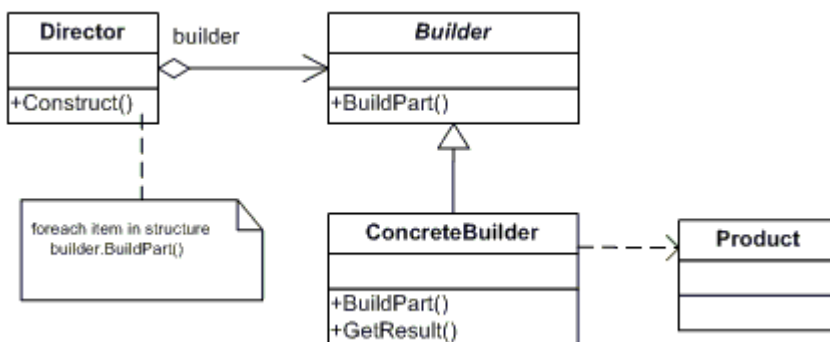 Director
builder
Builder
+Construct()
+BuildPart()
foreach item in structure
builder.BuildPart()
ConcreteBuilder
Product
+BuildPart()
+GetResult()